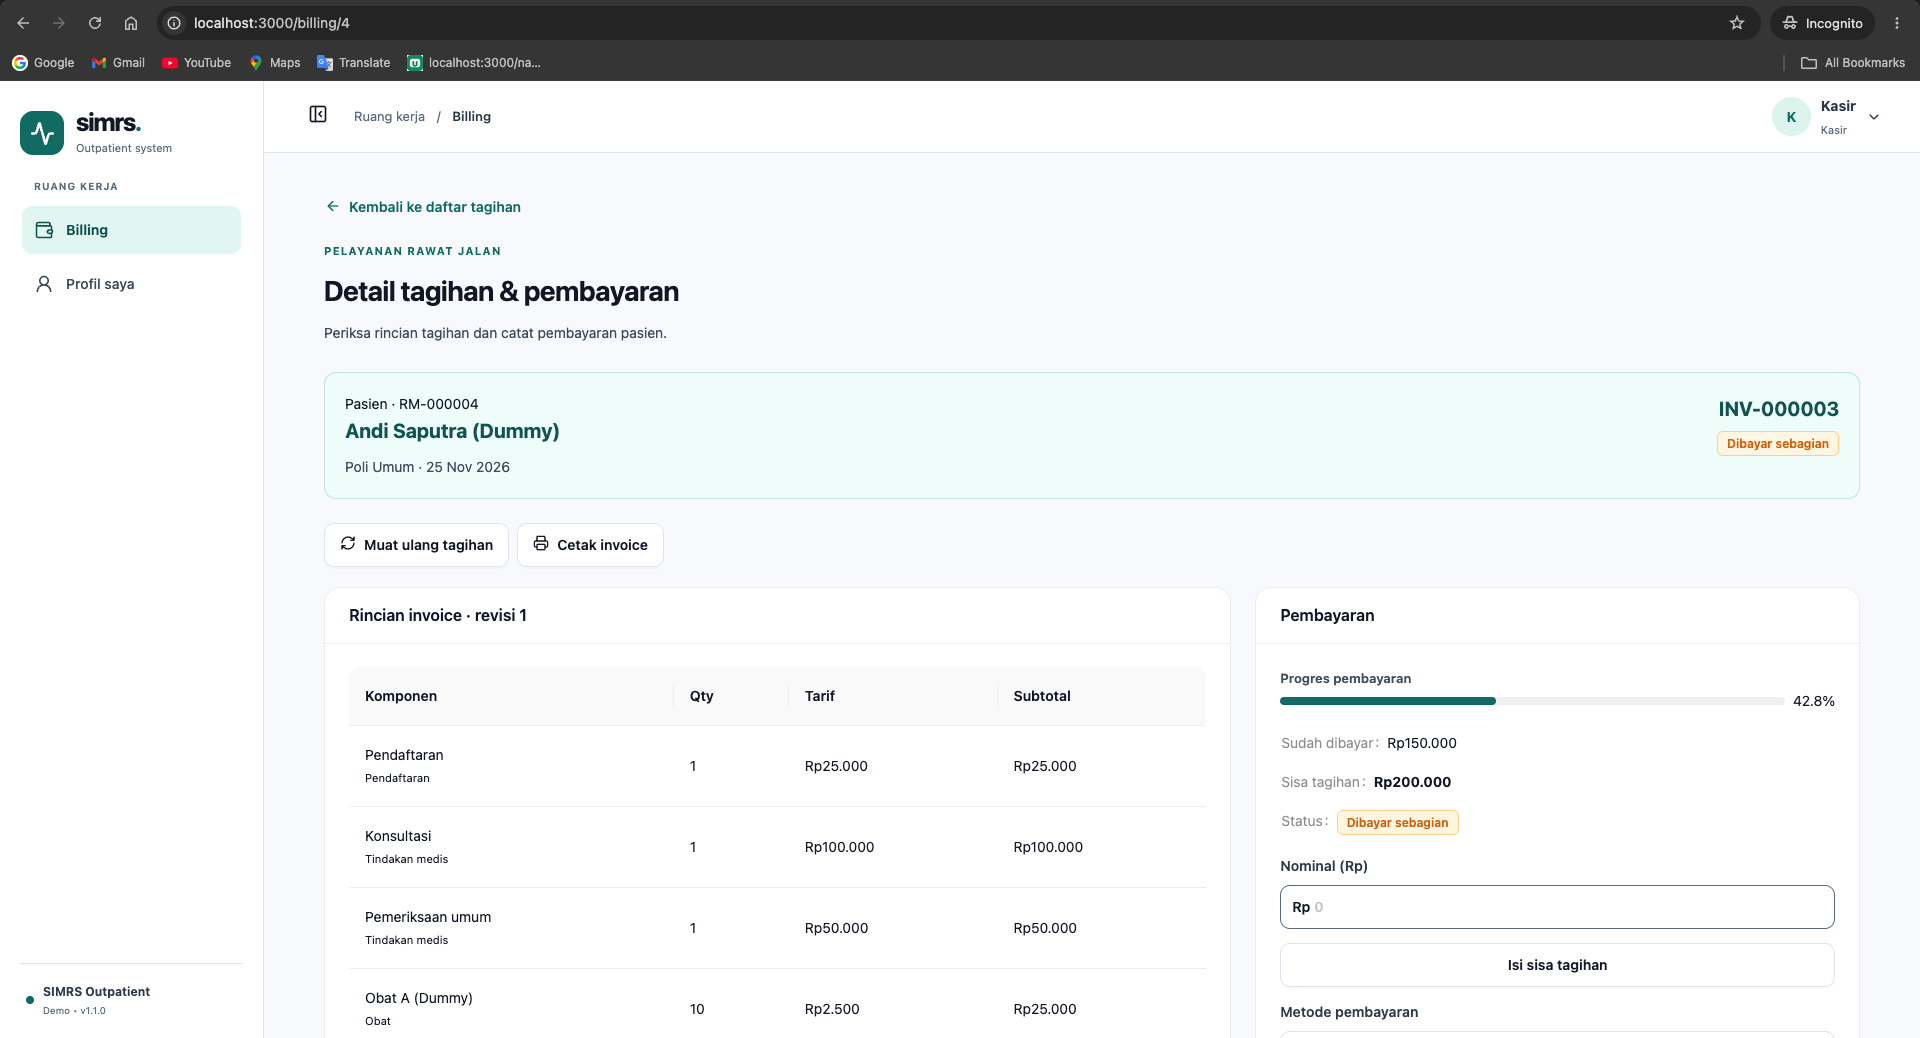 localhost:3000/billing/4
Incognito
Google
Gmail
YouTube
Maps
Translate
localhost:3000/na...
All Bookmarks
simrs.
Outpatient system
RUANG KERJA
Billing
Profil saya
SIMRS Outpatient
Demo • v1.1.0
Ruang kerja / Billing
K
Kasir
Kasir
Kembali ke daftar tagihan
PELAYANAN RAWAT JALAN
Detail tagihan & pembayaran
Periksa rincian tagihan dan catat pembayaran pasien.
Pasien · RM-000004
Andi Saputra (Dummy)
Poli Umum · 25 Nov 2026
INV-000003
Dibayar sebagian
Muat ulang tagihan
Cetak invoice
Rincian invoice · revisi 1
Komponen Qty Tarif Subtotal
Pendaftaran
Pendaftaran
1 Rp25.000 Rp25.000
Konsultasi
Tindakan medis
1 Rp100.000 Rp100.000
Pemeriksaan umum
Tindakan medis
1 Rp50.000 Rp50.000
Obat A (Dummy)
Obat
10 Rp2.500 Rp25.000
Pembayaran
Progres pembayaran
42.8%
Sudah dibayar: Rp150.000
Sisa tagihan: Rp200.000
Status: Dibayar sebagian
Nominal (Rp)
Rp 0
Isi sisa tagihan
Metode pembayaran